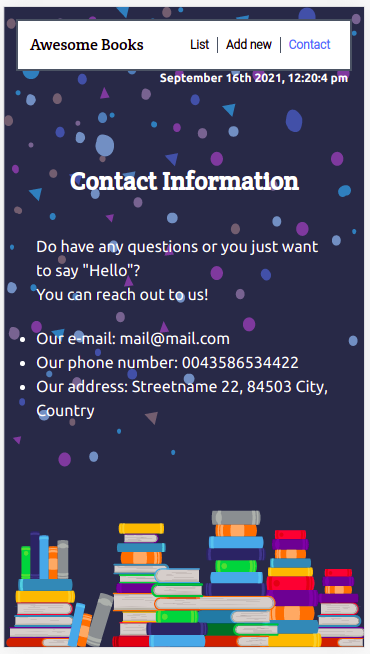 Awesome Books
List
Add new
Contact
September 16th 2021, 12:20:4 pm
Contact Information
Do have any questions or you just want
to say "Hello"?
You can reach out to us!
Our e-mail: mail@mail.com
Our phone number: 0043586534422
Our address: Streetname 22, 84503 City,
Country